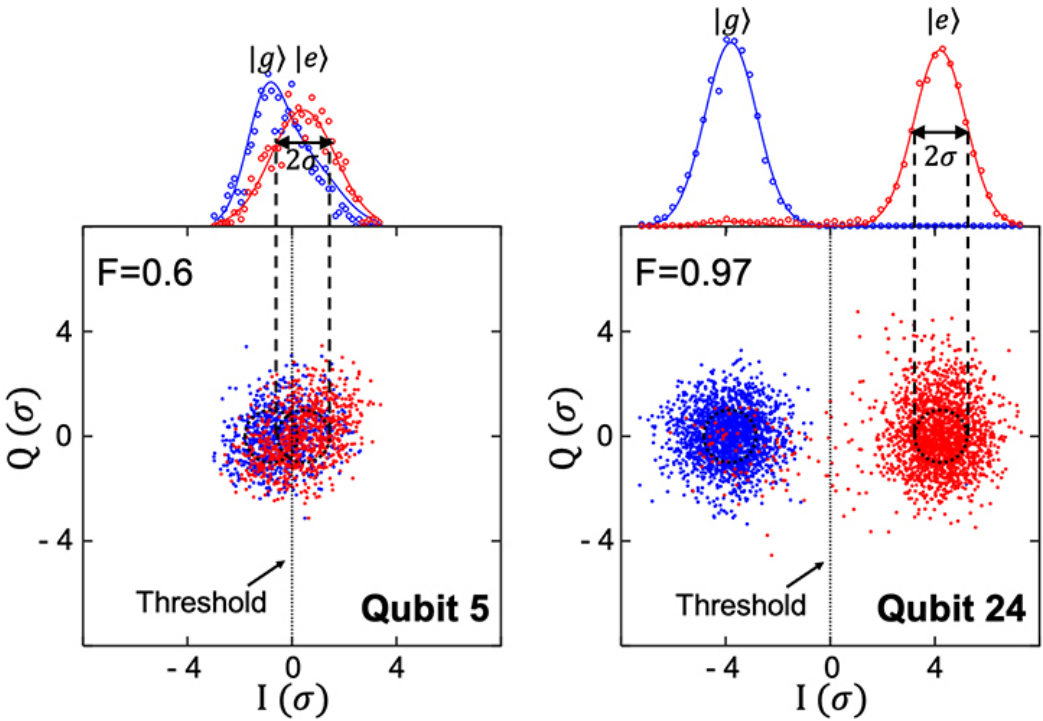 |g⟩ |e⟩
2σ
F=0.6
4
0
- 4
Q (σ)
Threshold
Qubit 5
- 4 0 4
I (σ)
|g⟩ |e⟩
2σ
F=0.97
4
0
- 4
Q (σ)
Threshold
Qubit 24
- 4 0 4
I (σ)